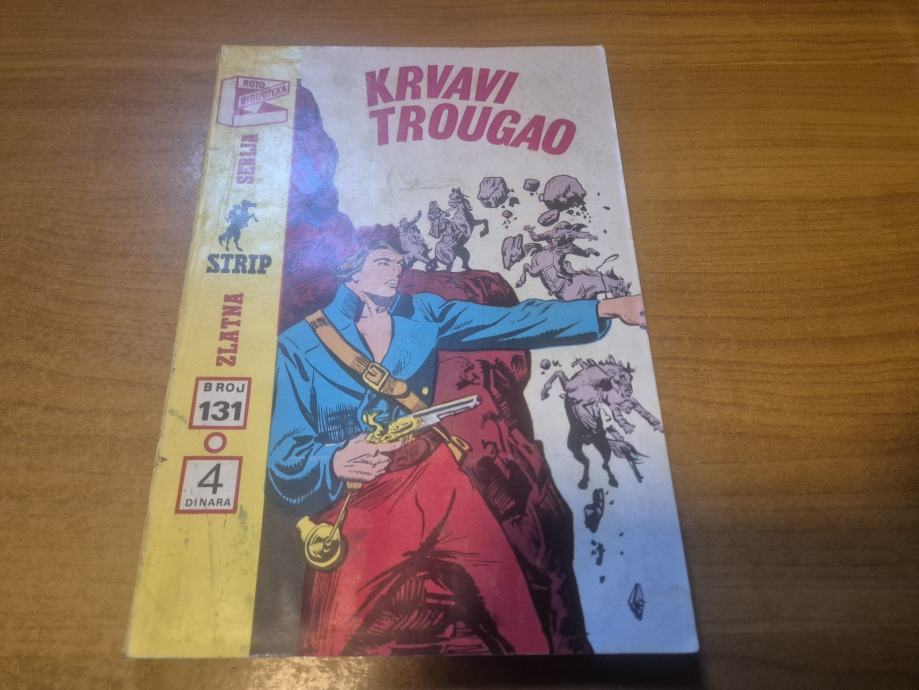 KRVAVI
TROUGAO
ROTO
BIBLIOTEKA
ZLATNA
SERIJA
STRIP
BROJ
131
4
DINARA